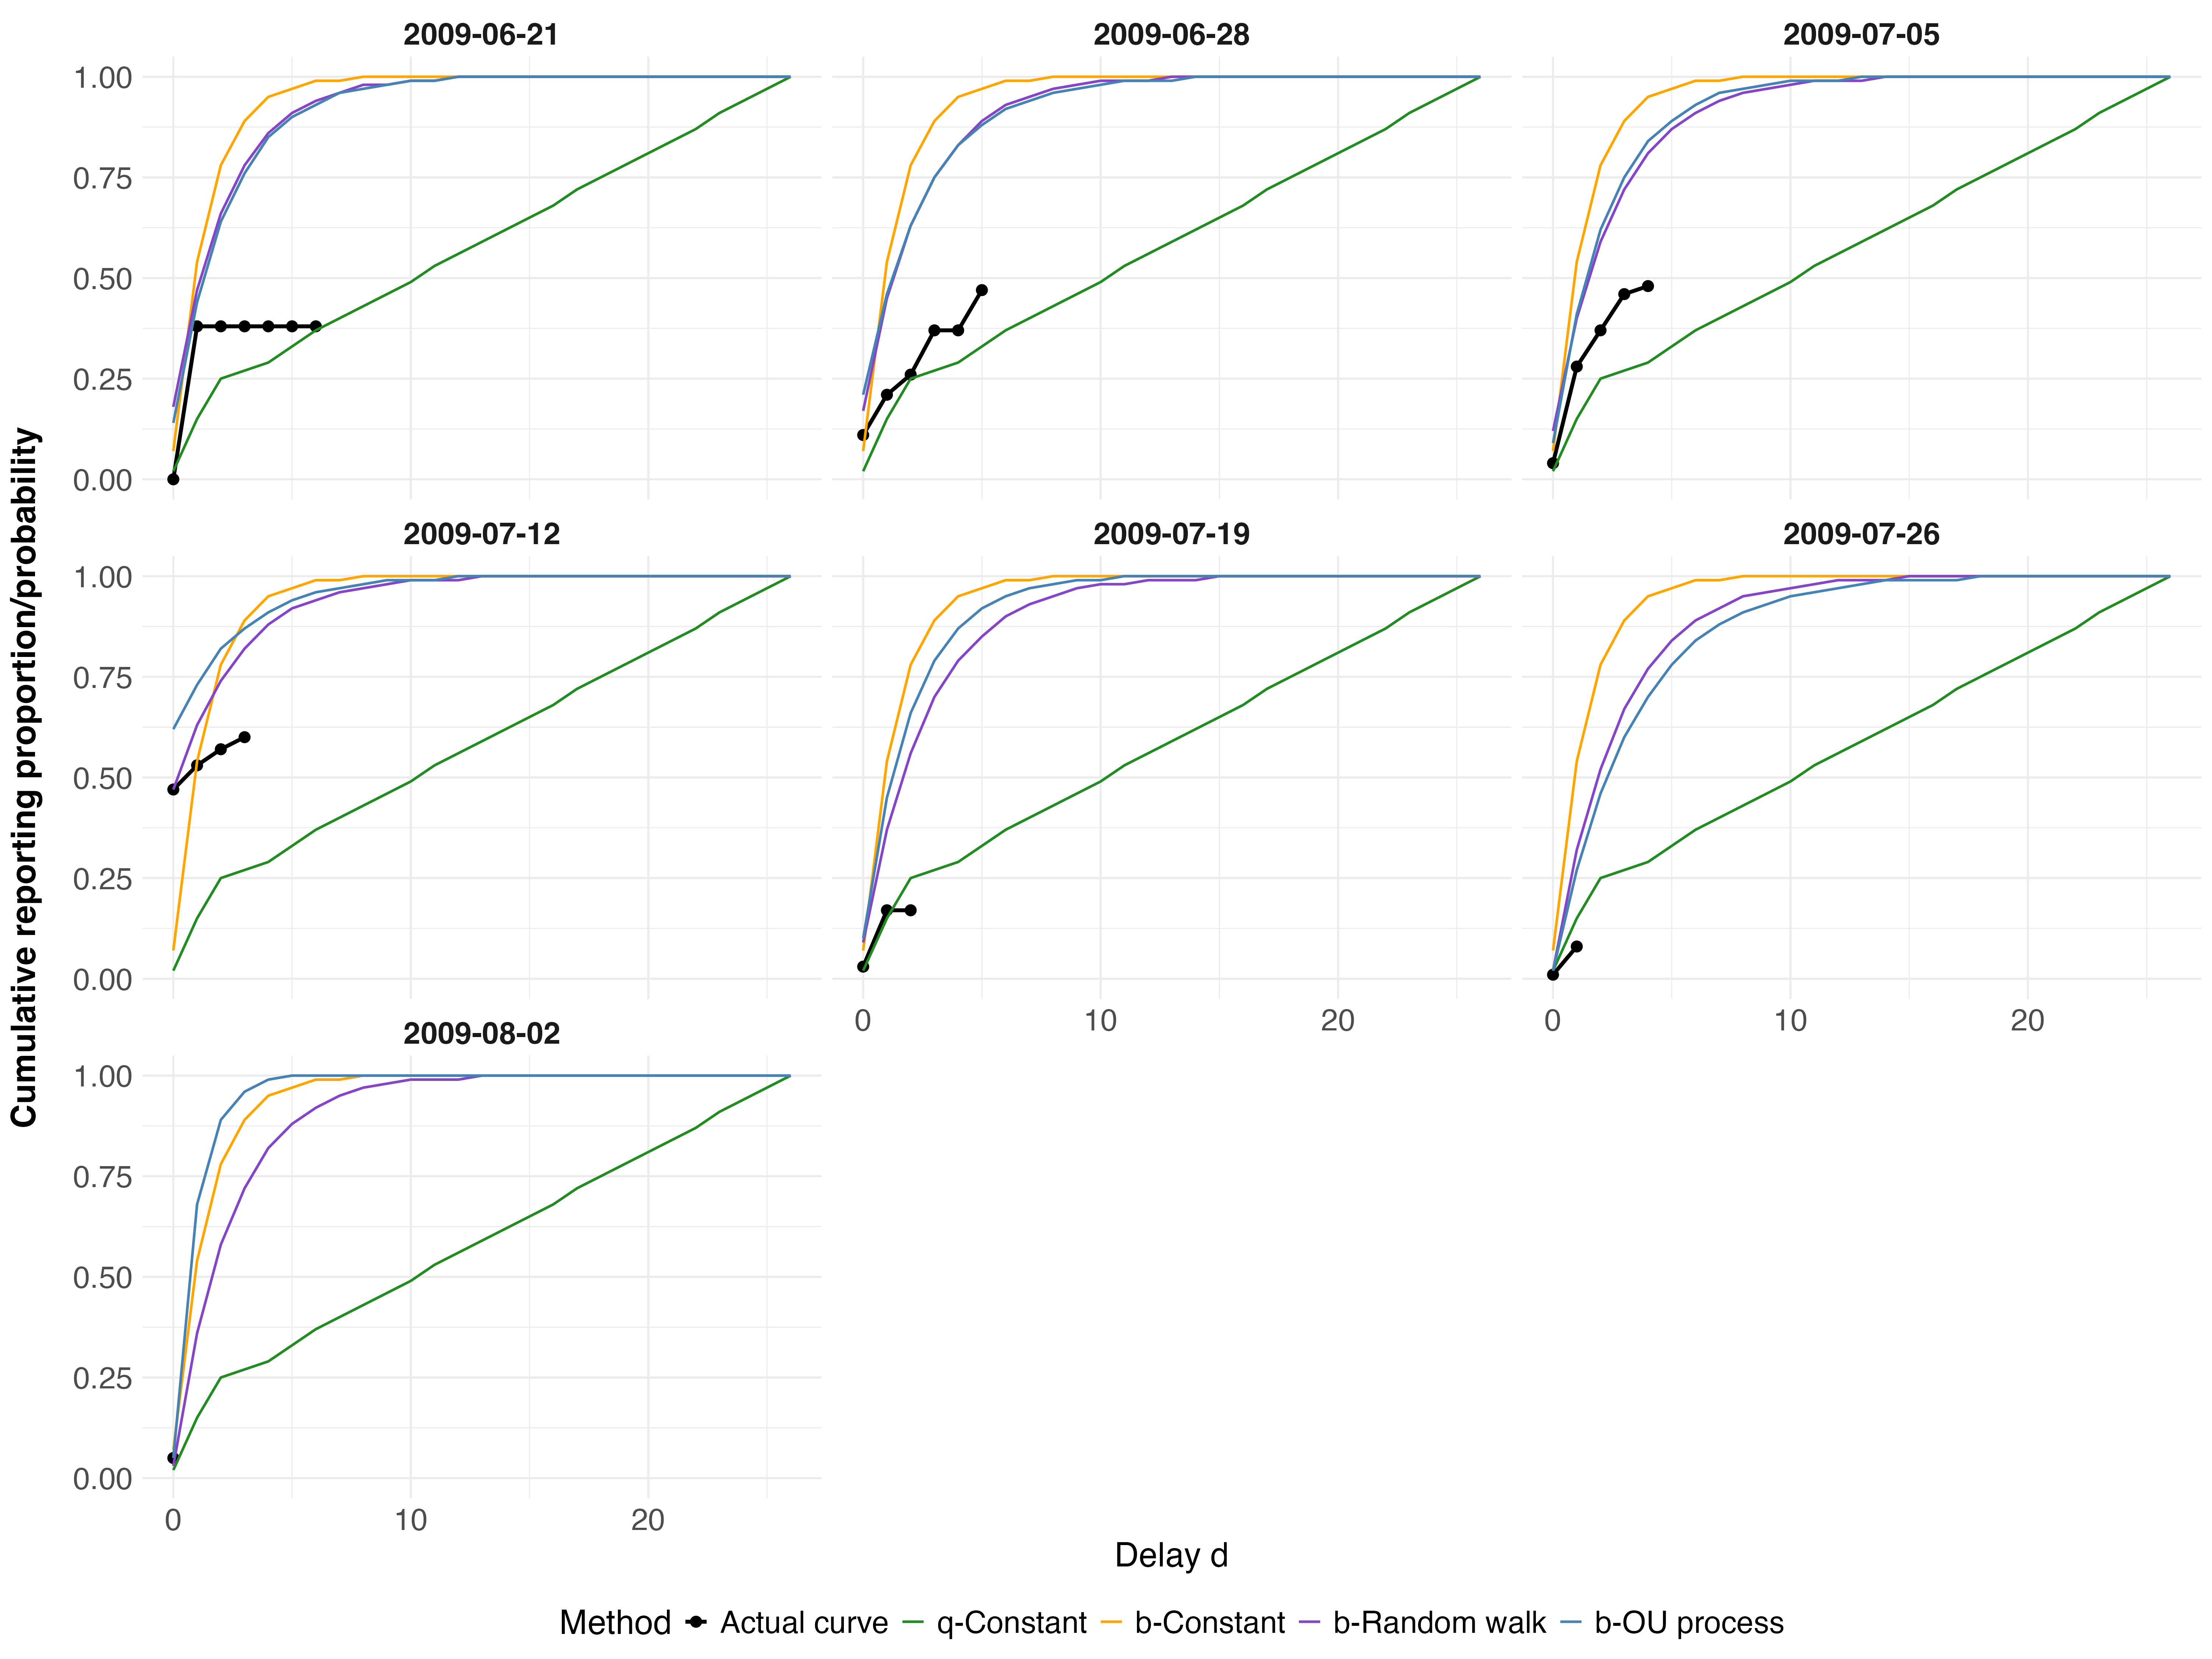 2009-06-21 2009-06-28 2009-07-05
1.00
0.75
0.50
0.25
0.00
2009-07-12 2009-07-19 2009-07-26
1.00
0.75
0.50
0.25
0.00
0 10 20 0 10 20
2009-08-02
1.00
0.75
0.50
0.25
0.00
0 10 20
Cumulative reporting proportion/probability
Delay d
Method Actual curve q-Constant b-Constant b-Random walk b-OU process